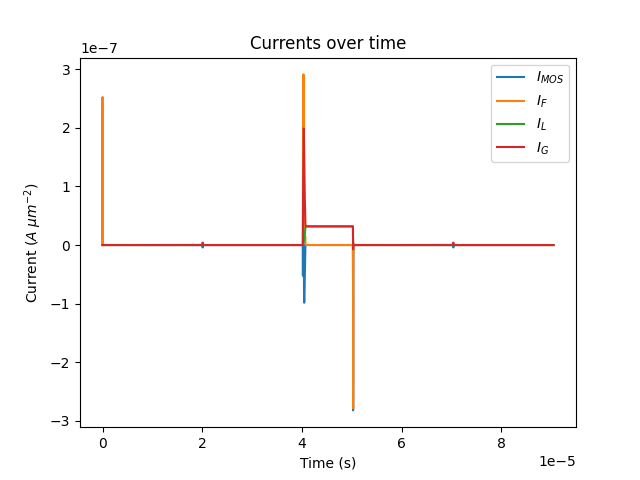 Currents over time
1e−7
3
2
1
0
−1
−2
−3
Current (A μm⁻²)
I_MOS
I_F
I_L
I_G
0 2 4 6 8
Time (s)
1e−5